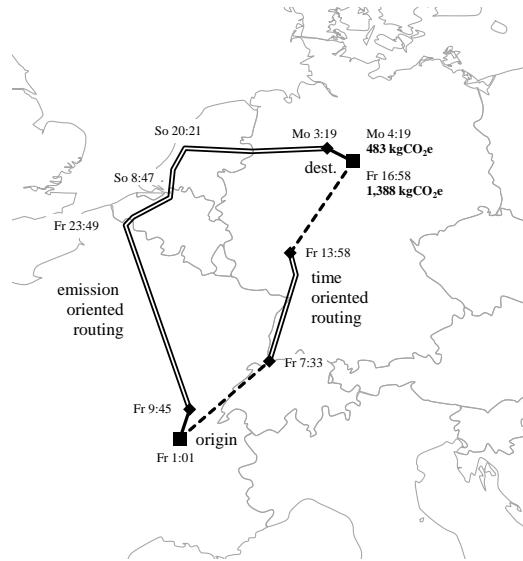 So 20:21
Mo 3:19
Mo 4:19
483 kgCO₂e
dest.
Fr 16:58
1,388 kgCO₂e
So 8:47
Fr 23:49
Fr 13:58
emission
oriented
routing
time
oriented
routing
Fr 7:33
Fr 9:45
origin
Fr 1:01